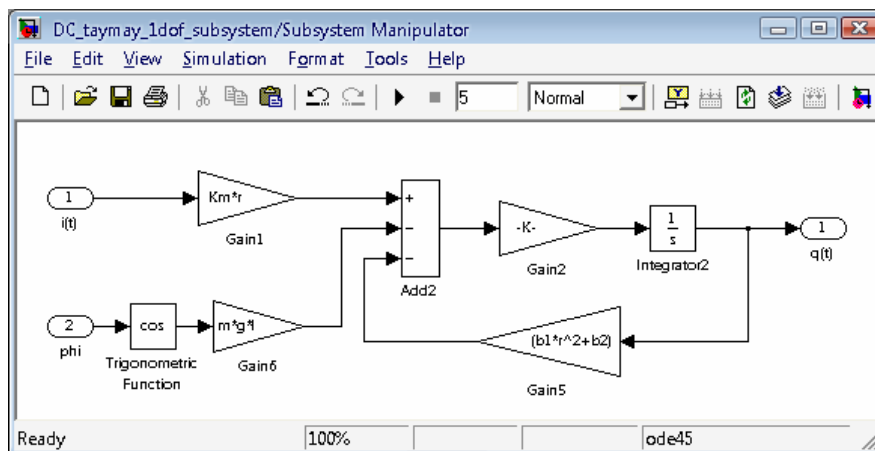 DC_taymay_1dof_subsystem/Subsystem Manipulator
File Edit View Simulation Format Tools Help
5 Normal
1
i(t)
Km*r
Gain1
+
−
−
Add2
-K-
Gain2
1
s
Integrator2
1
q(t)
2
phi
cos
Trigonometric
Function
m*g*l
Gain6
(b1*r^2+b2)
Gain5
Ready 100% ode45